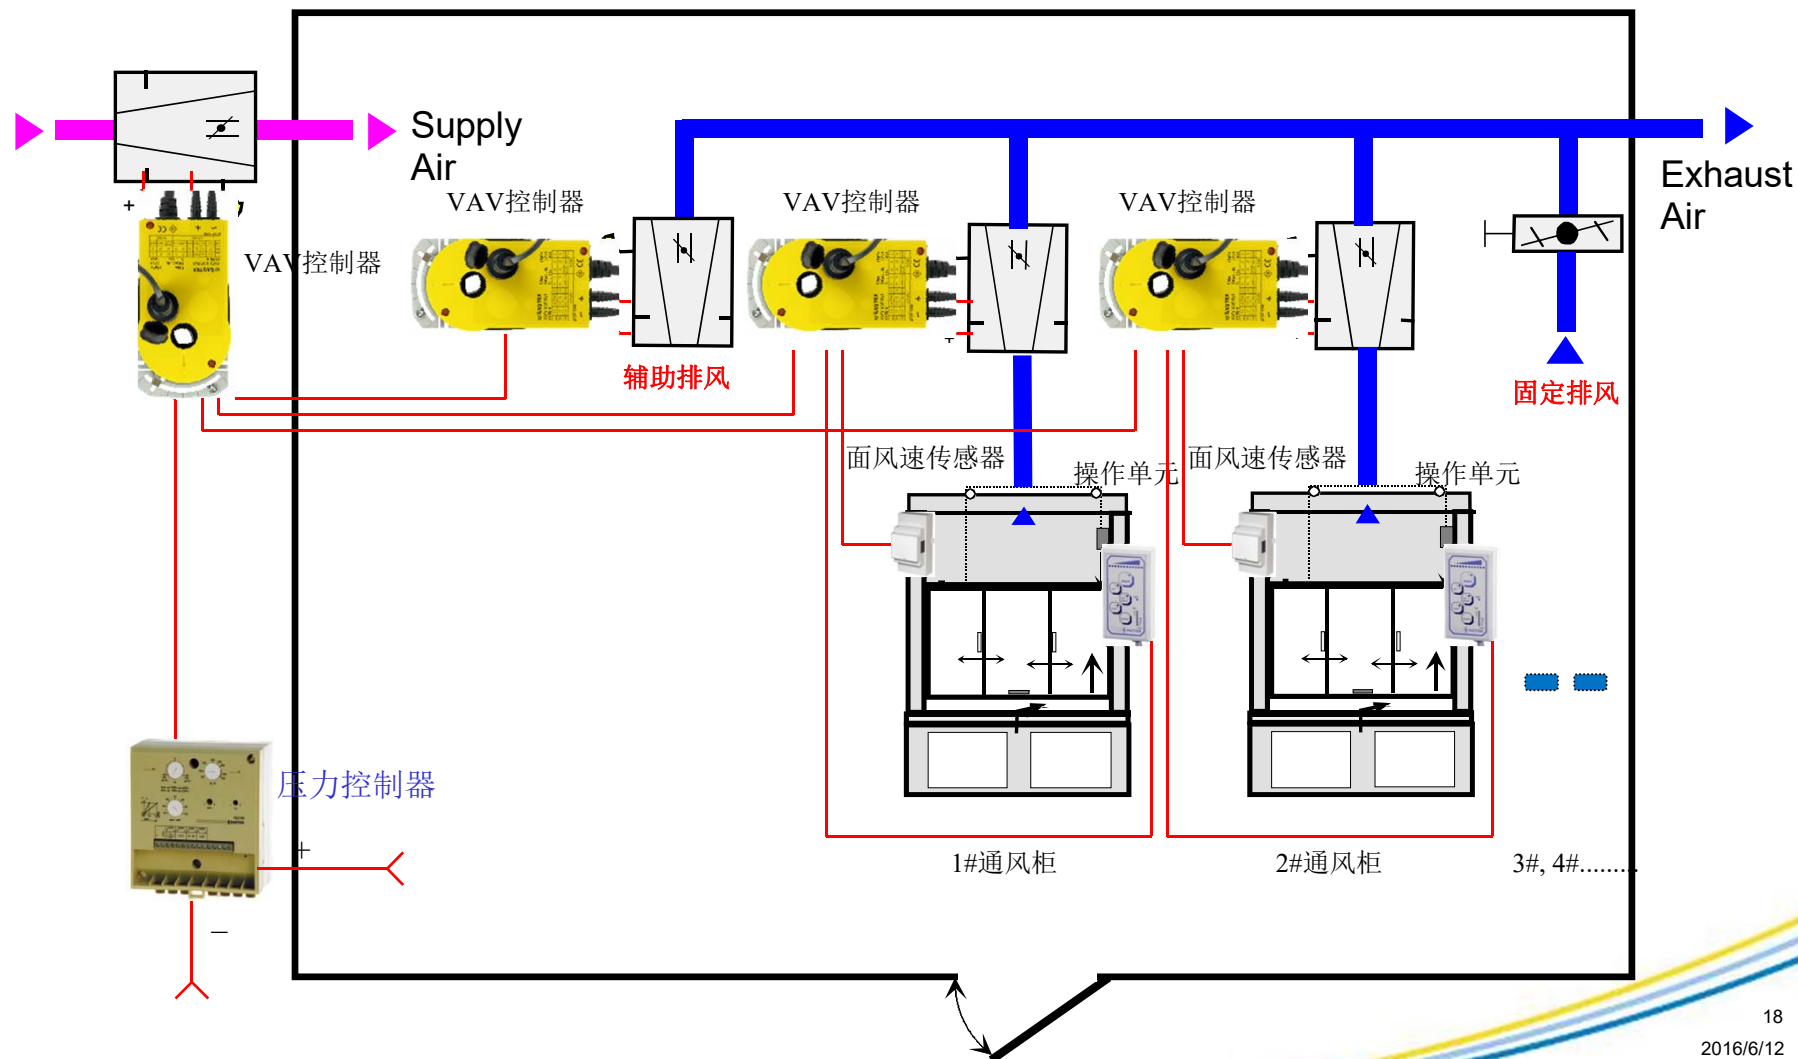 Supply
Air
Exhaust
Air
VAV控制器
VAV控制器
VAV控制器
VAV控制器
+
辅助排风
固定排风
面风速传感器
操作单元
面风速传感器
操作单元
压力控制器
+
−
1#通风柜
2#通风柜
3#, 4#.........
18
2016/6/12